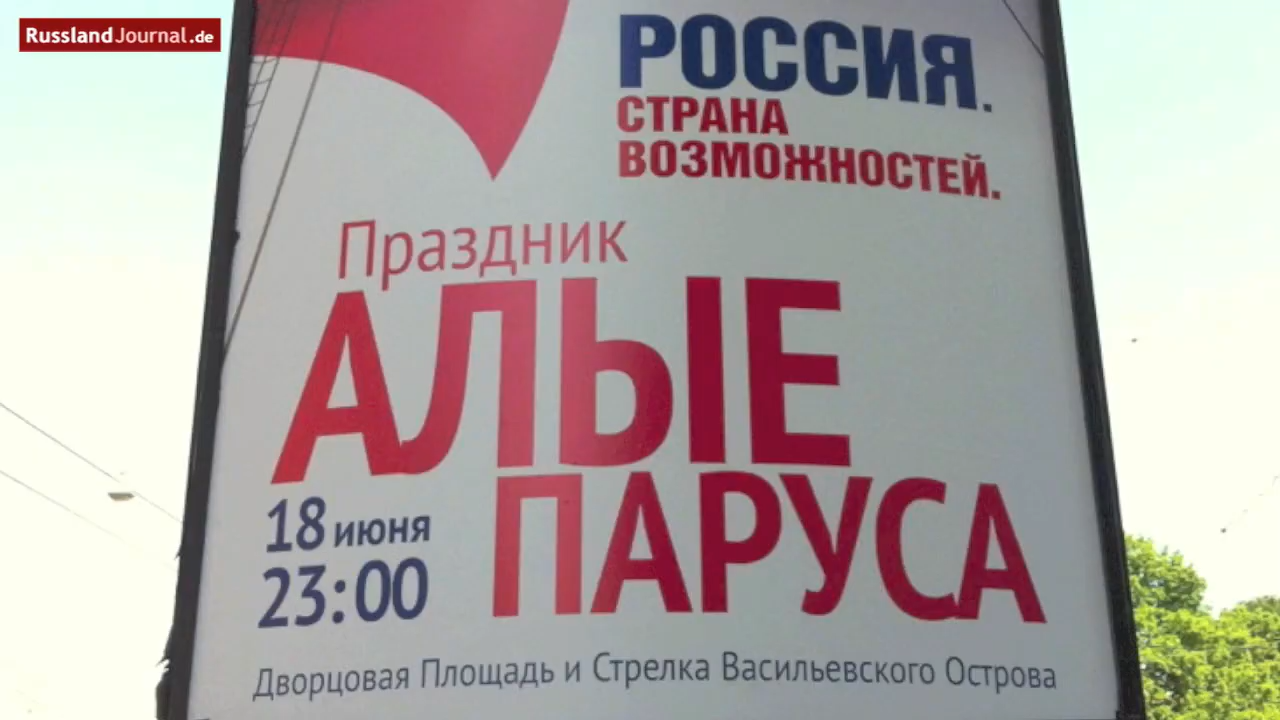 RusslandJournal.de
РОССИЯ.
СТРАНА
ВОЗМОЖНОСТЕЙ.
Праздник
АЛЫЕ
ПАРУСА
18 июня
23:00
Дворцовая Площадь и Стрелка Васильевского Острова